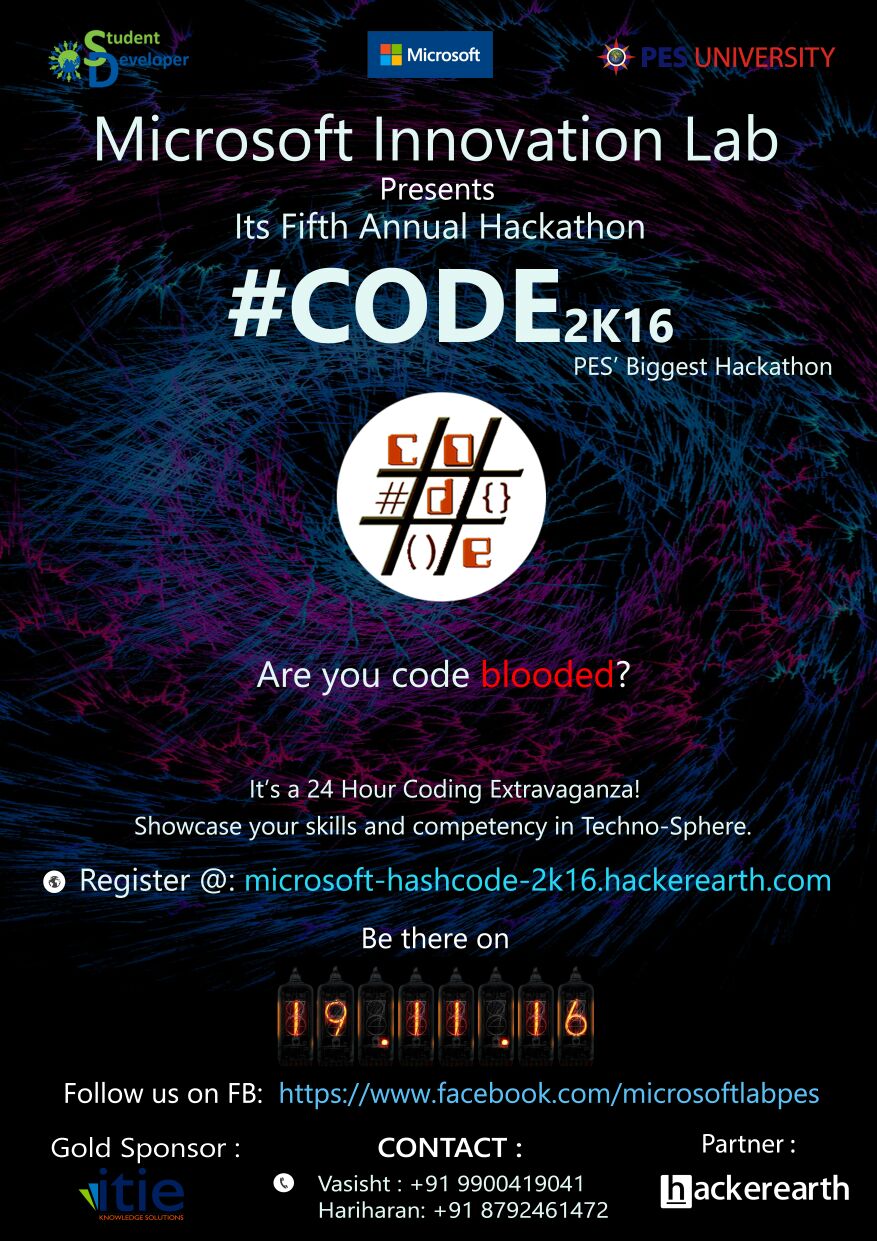 Student
Developer
Microsoft
PES UNIVERSITY
Microsoft Innovation Lab
Presents
Its Fifth Annual Hackathon
#CODE2K16
PES' Biggest Hackathon
c o
# d {}
() e
Are you code blooded?
It's a 24 Hour Coding Extravaganza!
Showcase your skills and competency in Techno-Sphere.
Register @: microsoft-hashcode-2k16.hackerearth.com
Be there on
19.11.16
Follow us on FB: https://www.facebook.com/microsoftlabpes
Gold Sponsor :
itie
KNOWLEDGE SOLUTIONS
CONTACT :
Vasisht : +91 9900419041
Hariharan: +91 8792461472
Partner :
hackerearth